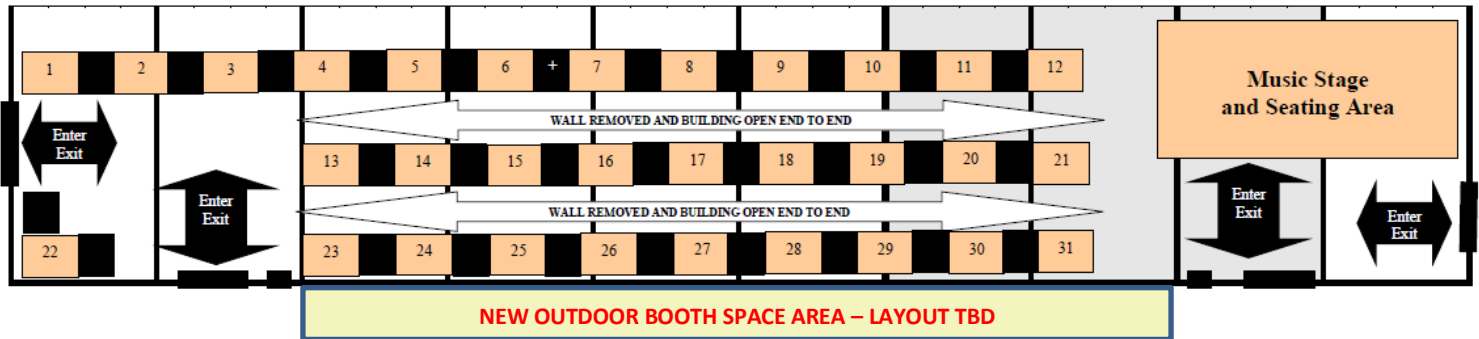 1 2 3 4 5 6 + 7 8 9 10 11 12
Music Stage
and Seating Area
WALL REMOVED AND BUILDING OPEN END TO END
Enter
Exit
13 14 15 16 17 18 19 20 21
Enter
Exit
Enter
Exit
Enter
Exit
WALL REMOVED AND BUILDING OPEN END TO END
22 23 24 25 26 27 28 29 30 31
NEW OUTDOOR BOOTH SPACE AREA – LAYOUT TBD